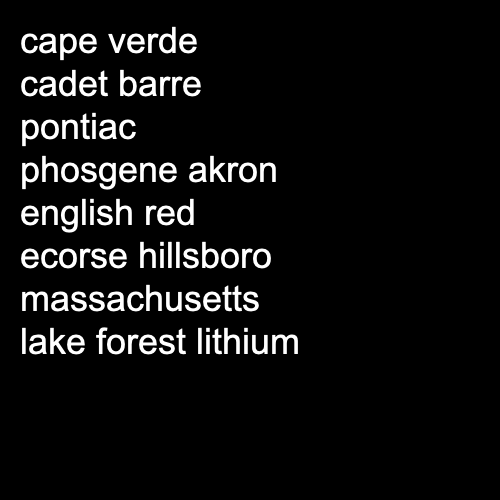 cape verde
cadet barre
pontiac
phosgene akron
english red
ecorse hillsboro
massachusetts
lake forest lithium